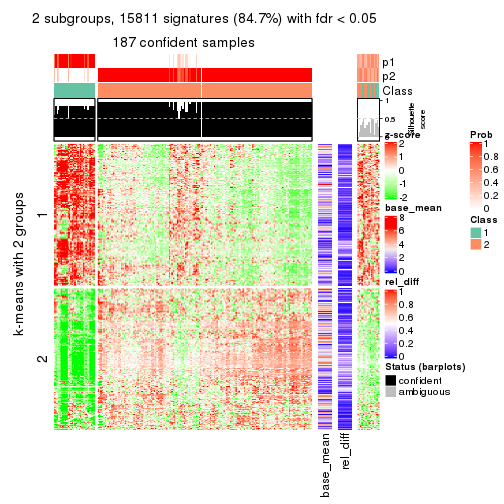 2 subgroups, 15811 signatures (84.7%) with fdr < 0.05
187 confident samples
p1
p2
Class
1
0.5
0
Silhouette
score
k-means with 2 groups
1
2
base_mean
rel_diff
z-score
2
1
0
-1
-2
base_mean
8
6
4
2
0
rel_diff
1
0.8
0.6
0.4
0.2
0
Status (barplots)
confident
ambiguous
Prob
1
0.8
0.6
0.4
0.2
0
Class
1
2